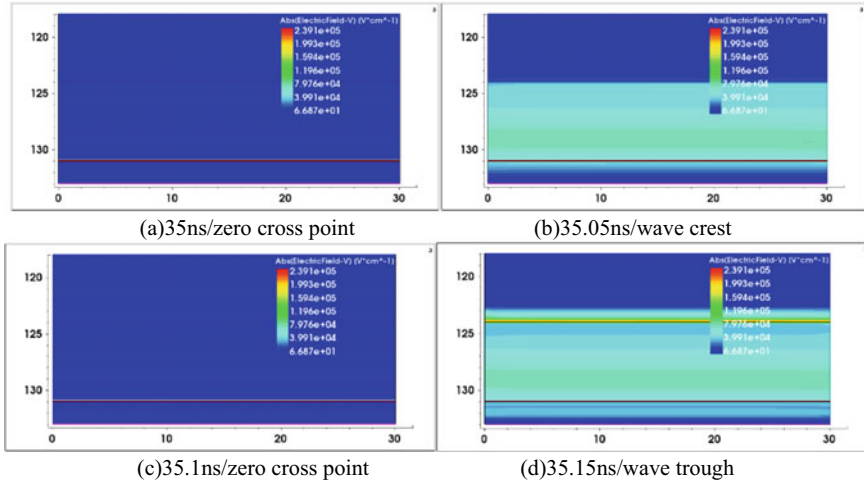 Abs(ElectricField-V) (V*cm^-1)
2.391e+05
1.993e+05
1.594e+05
1.196e+05
7.976e+04
3.991e+04
6.687e+01
120
125
130
0 10 20 30
(a)35ns/zero cross point
Abs(ElectricField-V) (V*cm^-1)
2.391e+05
1.993e+05
1.594e+05
1.196e+05
7.976e+04
3.991e+04
6.687e+01
120
125
130
0 10 20 30
(b)35.05ns/wave crest
Abs(ElectricField-V) (V*cm^-1)
2.391e+05
1.993e+05
1.594e+05
1.196e+05
7.976e+04
3.991e+04
6.687e+01
120
125
130
0 10 20 30
(c)35.1ns/zero cross point
Abs(ElectricField-V) (V*cm^-1)
2.391e+05
1.993e+05
1.594e+05
1.196e+05
7.976e+04
3.991e+04
6.687e+01
120
125
130
0 10 20 30
(d)35.15ns/wave trough